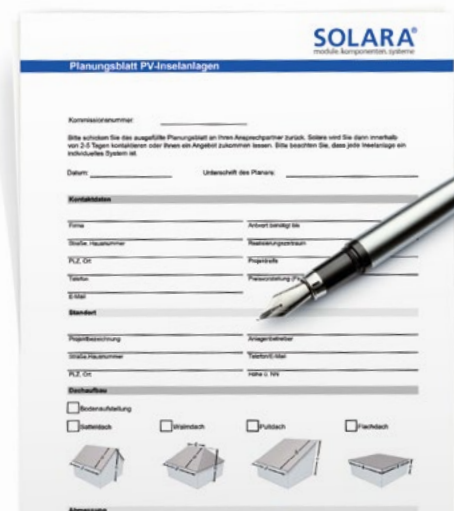 SOLARA®
module. komponenten. systeme
Planungsblatt PV-Inselanlagen
Kommissionsnummer:
Bitte schicken Sie das ausgefüllte Planungsblatt an Ihren Ansprechpartner zurück. Solara wird Sie dann innerhalb
von 2-5 Tagen kontaktieren oder Ihnen ein Angebot zukommen lassen. Bitte beachten Sie, dass jede Inselanlage ein
individuelles System ist.
Datum: Unterschrift des Planers:
Kontaktdaten
Firma Antwort benötigt bis
Straße, Hausnummer Realisierungszeitraum
PLZ, Ort Projektreife
Telefon Preisvorstellung
E-Mail
Standort
Projektbezeichnung Anlagenbetreiber
Straße, Hausnummer Telefon/E-Mail
PLZ, Ort Höhe ü. NN
Dachaufbau
Bodenaufstellung
Satteldach Walmdach Pultdach Flachdach
Abmessung